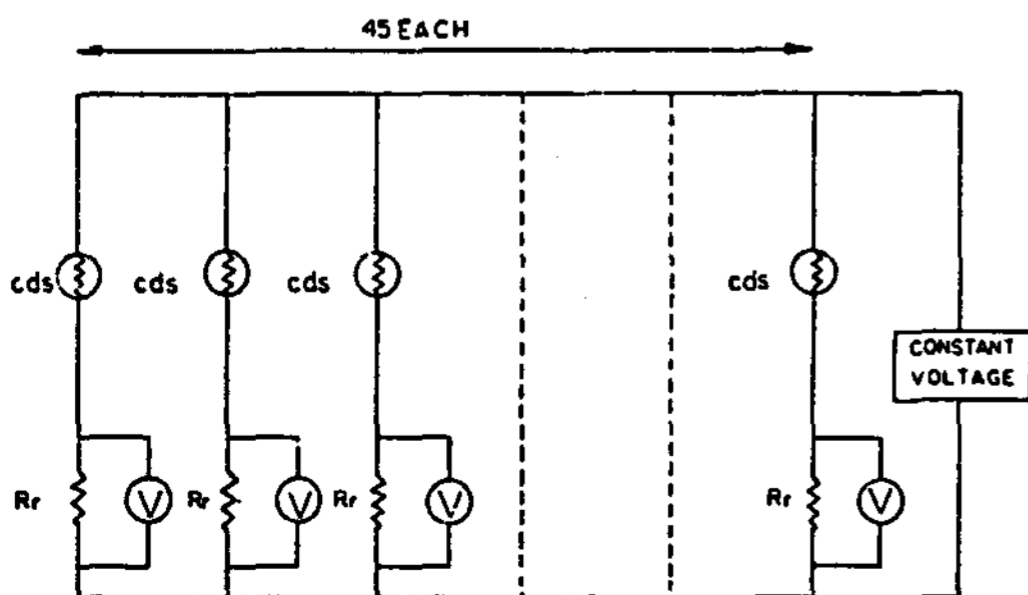 45 EACH
cds cds cds cds
CONSTANT
VOLTAGE
Rr V Rr V Rr V Rr V